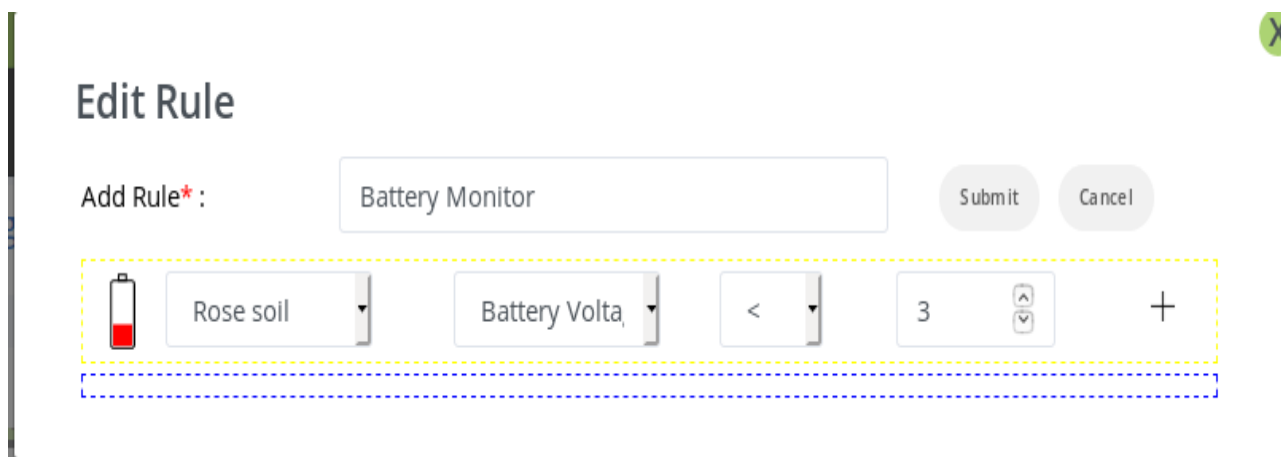 X
Edit Rule
Add Rule* :
Battery Monitor
Submit
Cancel
Rose soil
Battery Volta
<
3
+